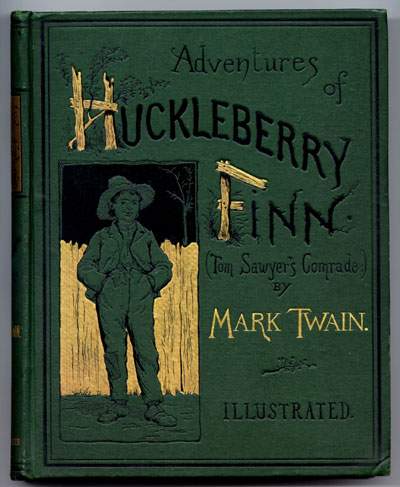 Adventures
of
HUCKLEBERRY
FINN.
(Tom Sawyer's Comrade.)
BY
MARK TWAIN.
ILLUSTRATED.